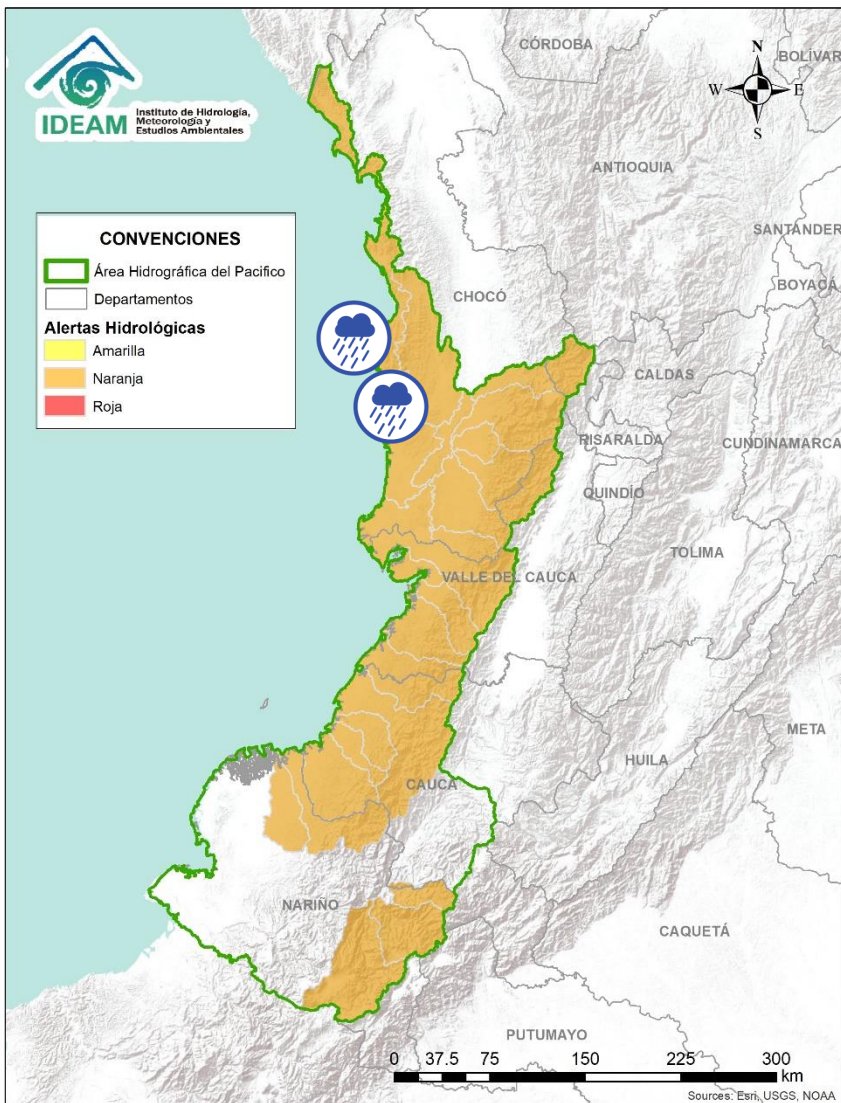 CÓRDOBA
BOLÍVAR
N
W
E
S
IDEAM
Instituto de Hidrología,
Meteorología y
Estudios Ambientales
ANTIOQUIA
SANTANDER
BOYACÁ
CONVENCIONES
Área Hidrográfica del Pacifico
Departamentos
Alertas Hidrológicas
Amarilla
Naranja
Roja
CHOCÓ
CALDAS
RISARALDA
CUNDINAMARCA
QUINDÍO
TOLIMA
VALLE DEL CAUCA
META
HUILA
CAUCA
NARIÑO
CAQUETÁ
PUTUMAYO
0 37.5 75 150 225 300
km
Sources: Esri, USGS, NOAA